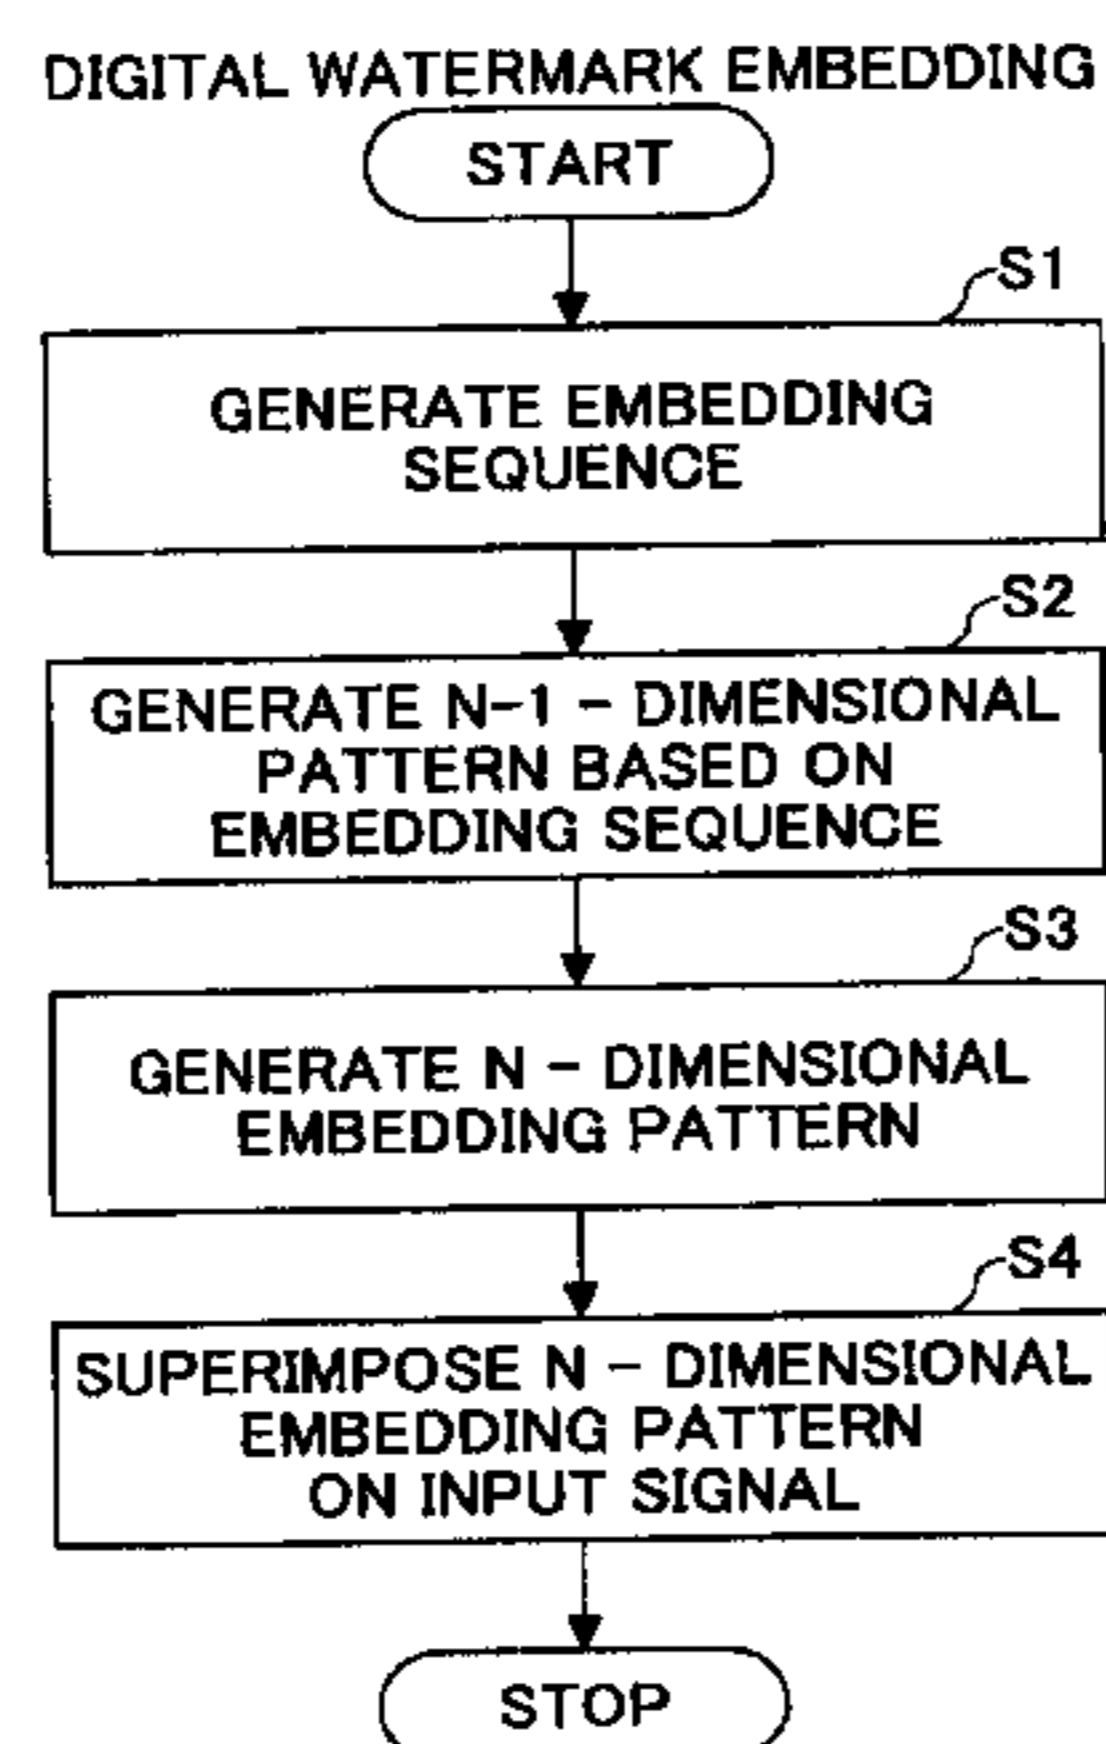 DIGITAL WATERMARK EMBEDDING
START
S1
GENERATE EMBEDDING
SEQUENCE
S2
GENERATE N-1 - DIMENSIONAL
PATTERN BASED ON
EMBEDDING SEQUENCE
S3
GENERATE N - DIMENSIONAL
EMBEDDING PATTERN
S4
SUPERIMPOSE N - DIMENSIONAL
EMBEDDING PATTERN
ON INPUT SIGNAL
STOP